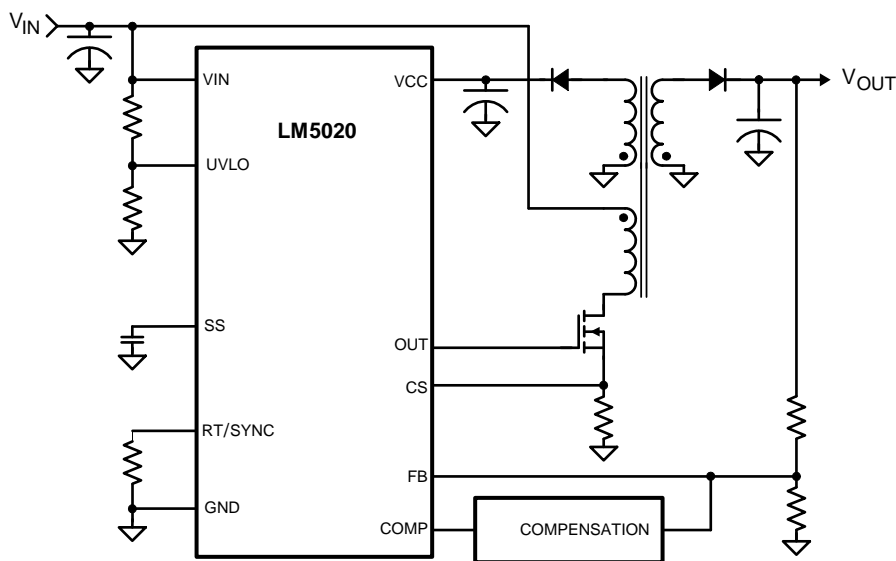 VIN
VIN
VCC
VOUT
LM5020
UVLO
SS
OUT
CS
RT/SYNC
FB
GND
COMP
COMPENSATION